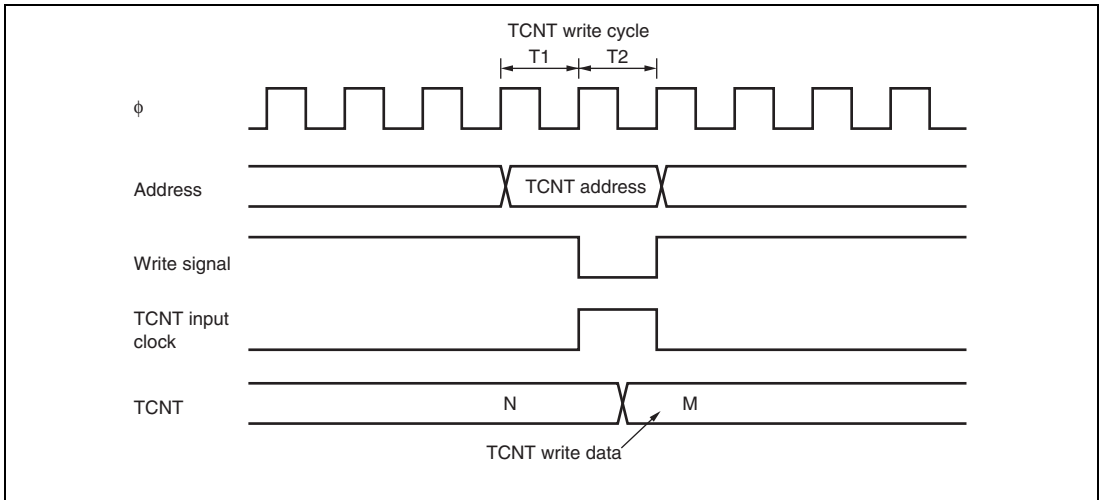 TCNT write cycle
T1 T2
ϕ
Address
TCNT address
Write signal
TCNT input
clock
TCNT
N
M
TCNT write data